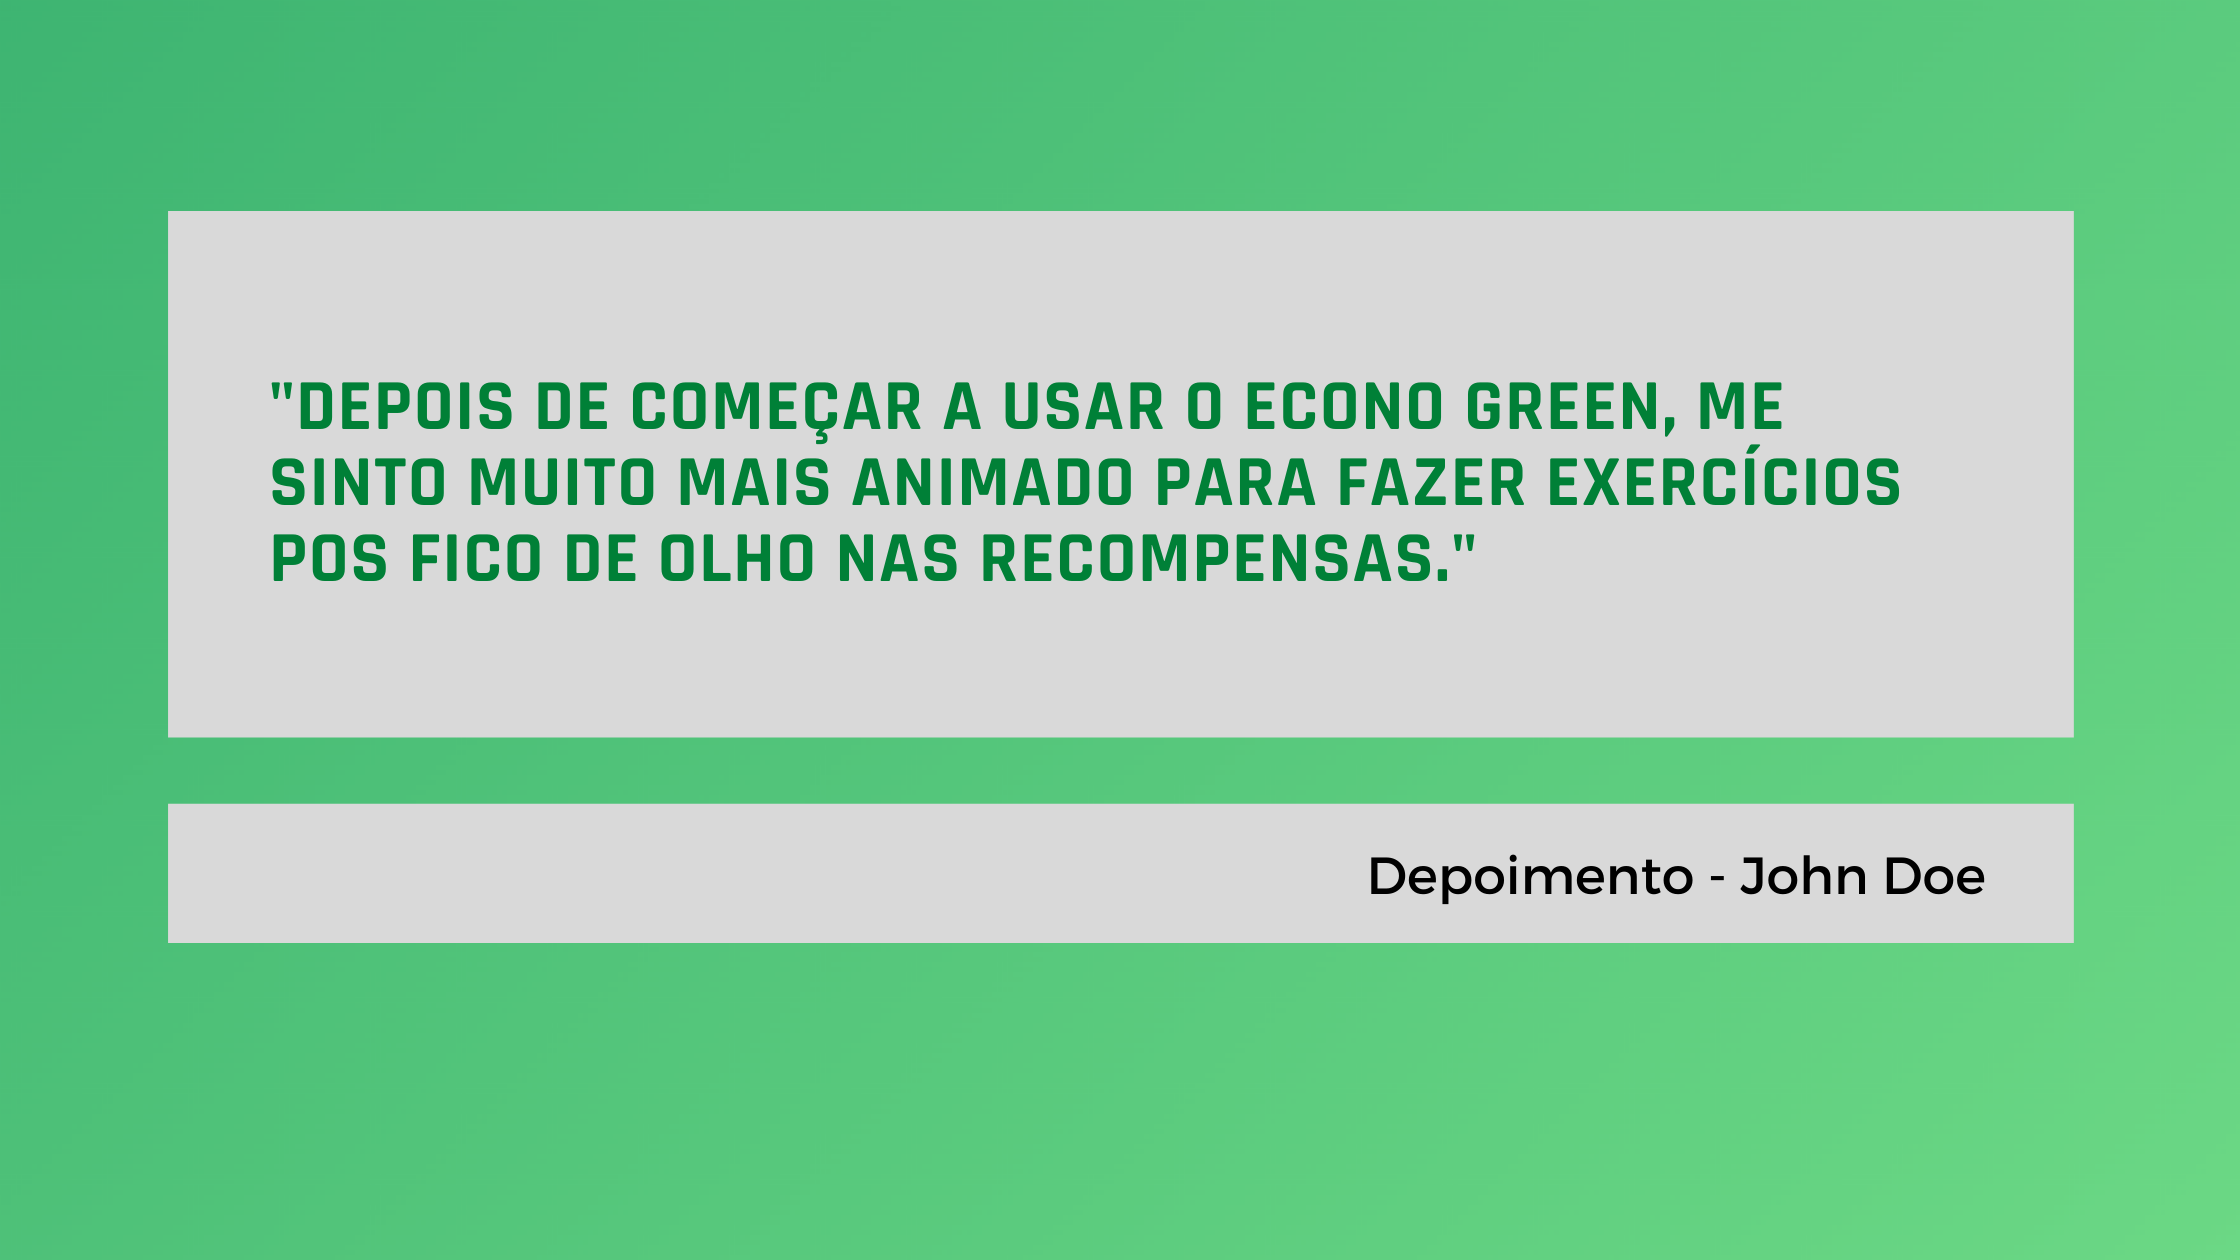 "DEPOIS DE COMEÇAR A USAR O ECONO GREEN, ME
SINTO MUITO MAIS ANIMADO PARA FAZER EXERCÍCIOS
POS FICO DE OLHO NAS RECOMPENSAS."
Depoimento - John Doe